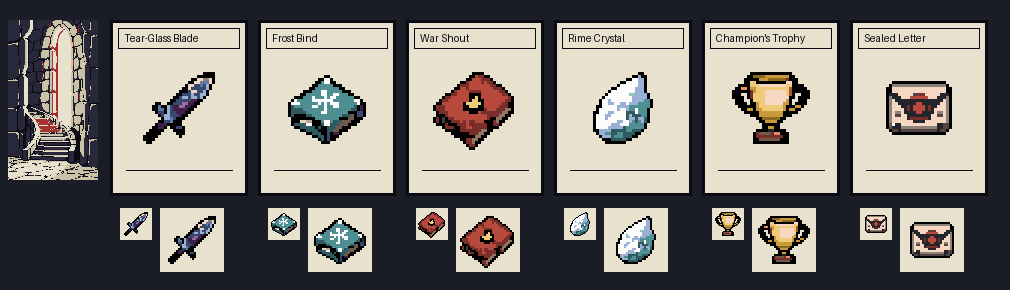 Tear-Glass Blade
Frost Bind
War Shout
Rime Crystal
Champion's Trophy
Sealed Letter